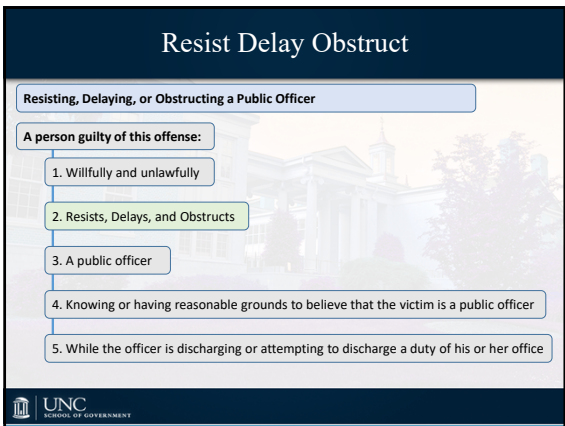 Resist Delay Obstruct
Resisting, Delaying, or Obstructing a Public Officer
A person guilty of this offense:
1. Willfully and unlawfully
2. Resists, Delays, and Obstructs
3. A public officer
4. Knowing or having reasonable grounds to believe that the victim is a public officer
5. While the officer is discharging or attempting to discharge a duty of his or her office
UNC
SCHOOL OF GOVERNMENT